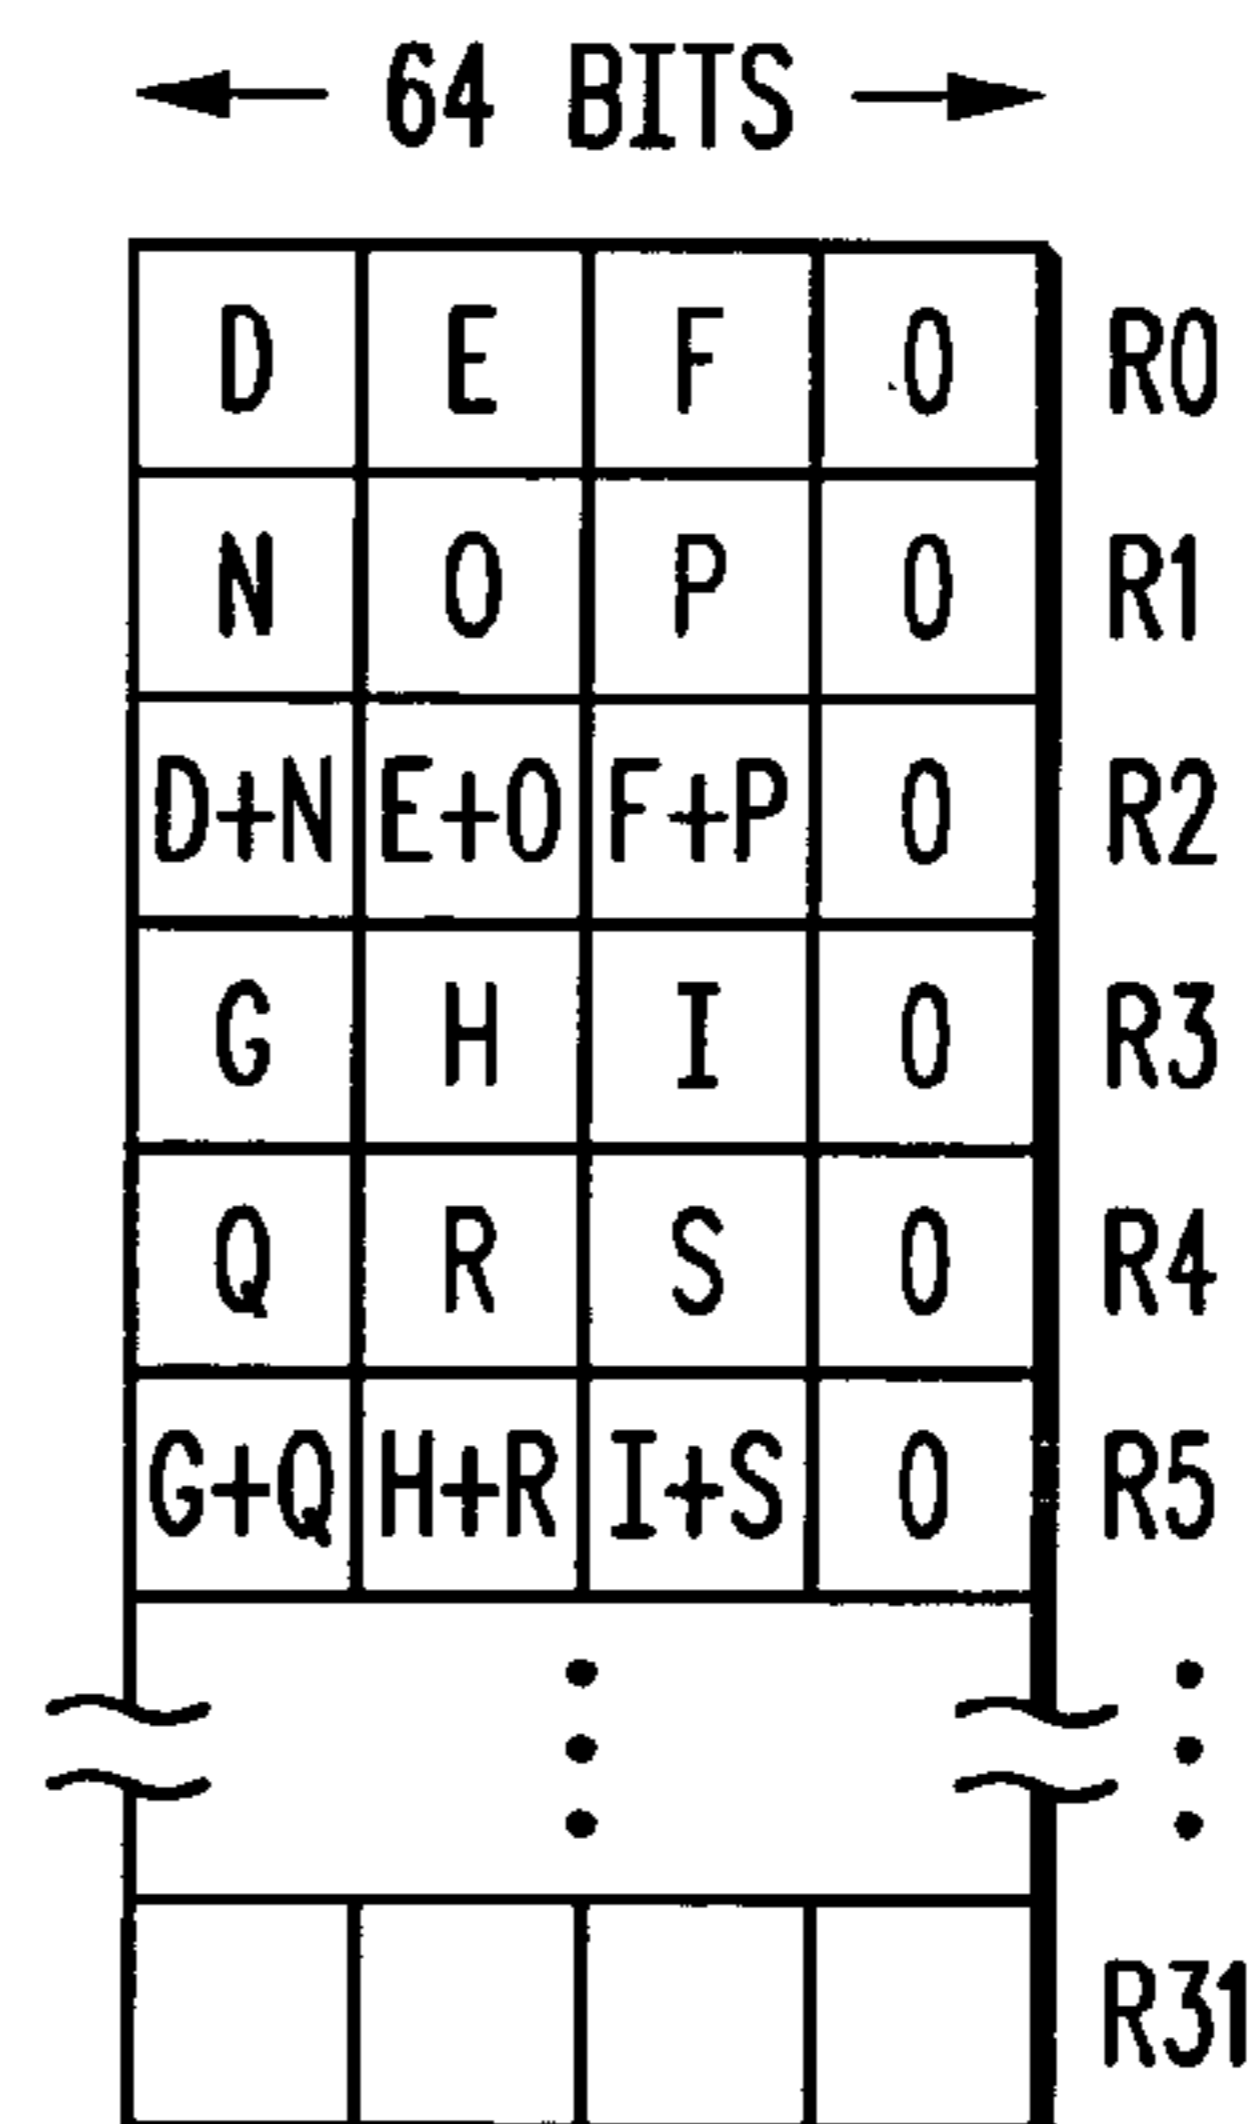 64 BITS
D E F 0 R0
N O P 0 R1
D+N E+O F+P 0 R2
G H I 0 R3
Q R S 0 R4
G+Q H+R I+S 0 R5
R31